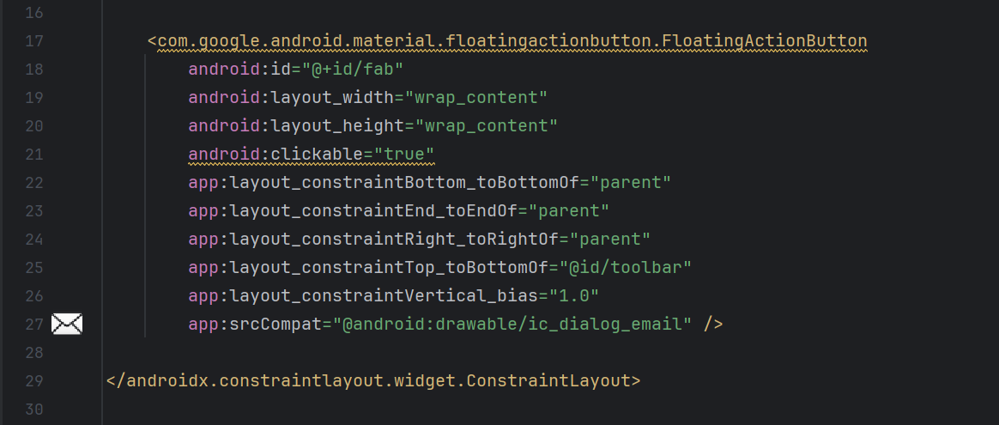 16
17 <com.google.android.material.floatingactionbutton.FloatingActionButton
18 android:id="@+id/fab"
19 android:layout_width="wrap_content"
20 android:layout_height="wrap_content"
21 android:clickable="true"
22 app:layout_constraintBottom_toBottomOf="parent"
23 app:layout_constraintEnd_toEndOf="parent"
24 app:layout_constraintRight_toRightOf="parent"
25 app:layout_constraintTop_toBottomOf="@id/toolbar"
26 app:layout_constraintVertical_bias="1.0"
27 app:srcCompat="@android:drawable/ic_dialog_email" />
28
29 </androidx.constraintlayout.widget.ConstraintLayout>
30